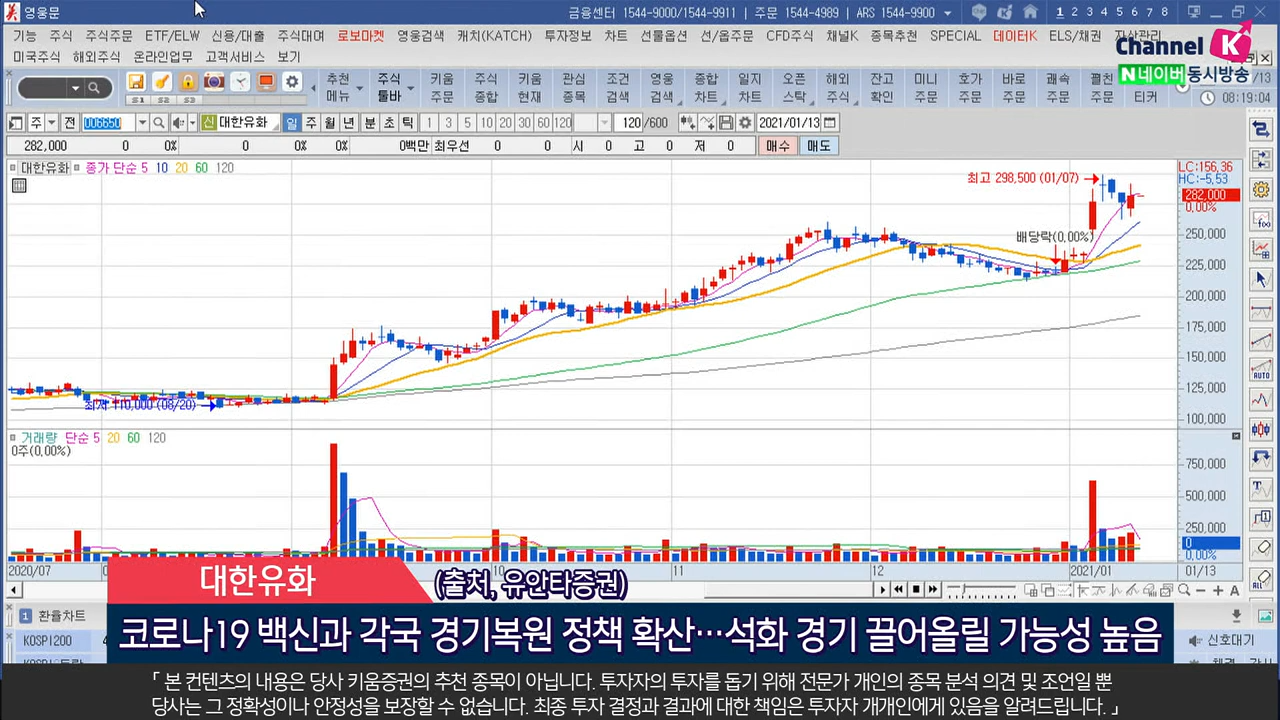 영웅문
금융센터 1544-9000/1544-9911 | 주문 1544-4989 | ARS 1544-9900
1 2 3 4 5 6 7 8
기능 주식 주식주문 ETF/ELW 신용/대출 주식대여 로보마켓 영웅검색 캐치(KATCH) 투자정보 차트 선물옵션 선/옵주문 CFD주식 채널K 종목추천 SPECIAL 데이터K ELS/채권 자산관리
미국주식 해외주식 온라인업무 고객서비스 보기
Channel K
N 네이버 동시방송
S1 S2 S3
추천 메뉴
주식 툴바
키움 주문
주식 종합
키움 현재
관심 종목
조건 검색
영웅 검색
종합 차트
일지 차트
오픈 스탁
해외 주식
잔고 확인
미니 주문
호가 주문
바로 주문
쾌속 주문
펼친 주문
티커
08:19:04
주 전 006650 신 대한유화 일 주 월 년 분 초 틱 1 3 5 10 20 30 60 120 120 /600 2021/01/13
282,000 0 0% 0 0% 0% 0백만 최우선 0 0 시 0 고 0 저 0 매수 매도
대한유화 종가 단순 5 10 20 60 120
LC:156,36
HC:-5,53
282,000
0,00%
최고 298,500 (01/07)
배당락(0,00%)
250,000
225,000
200,000
175,000
150,000
125,000
100,000
최저 110,000 (08/20)
거래량 단순 5 20 60 120
0주(0,00%)
750,000
500,000
250,000
0
0,00%
2020/07 10 11 12 2021/01 01/13
대한유화
(출처, 유안타증권)
1 환율차트
KOSPI200
신호대기
코로나19 백신과 각국 경기복원 정책 확산…석화 경기 끌어올릴 가능성 높음
「 본 컨텐츠의 내용은 당사 키움증권의 추천 종목이 아닙니다. 투자자의 투자를 돕기 위해 전문가 개인의 종목 분석 의견 및 조언일 뿐
당사는 그 정확성이나 안정성을 보장할 수 없습니다. 최종 투자 결정과 결과에 대한 책임은 투자자 개개인에게 있음을 알려드립니다. 」